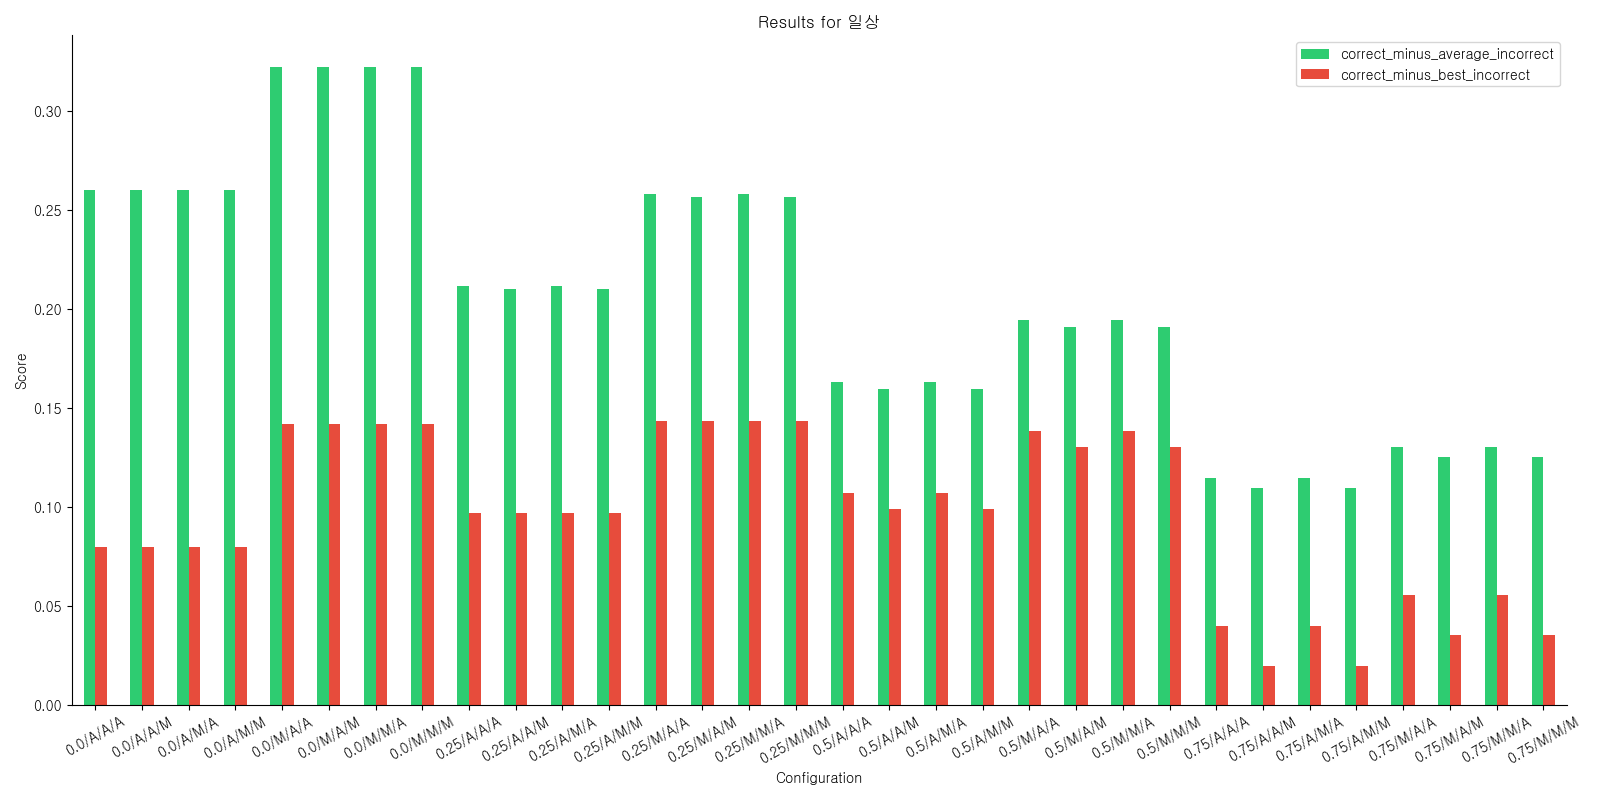 Results for 일상
correct_minus_average_incorrect
correct_minus_best_incorrect
Score
0.30
0.25
0.20
0.15
0.10
0.05
0.00
0.0/A/A/A
0.0/A/A/M
0.0/A/M/A
0.0/A/M/M
0.0/M/A/A
0.0/M/A/M
0.0/M/M/A
0.0/M/M/M
0.25/A/A/A
0.25/A/A/M
0.25/A/M/A
0.25/A/M/M
0.25/M/A/A
0.25/M/A/M
0.25/M/M/A
0.25/M/M/M
0.5/A/A/A
0.5/A/A/M
0.5/A/M/A
0.5/A/M/M
0.5/M/A/A
0.5/M/A/M
0.5/M/M/A
0.5/M/M/M
0.75/A/A/A
0.75/A/A/M
0.75/A/M/A
0.75/A/M/M
0.75/M/A/A
0.75/M/A/M
0.75/M/M/A
0.75/M/M/M
Configuration